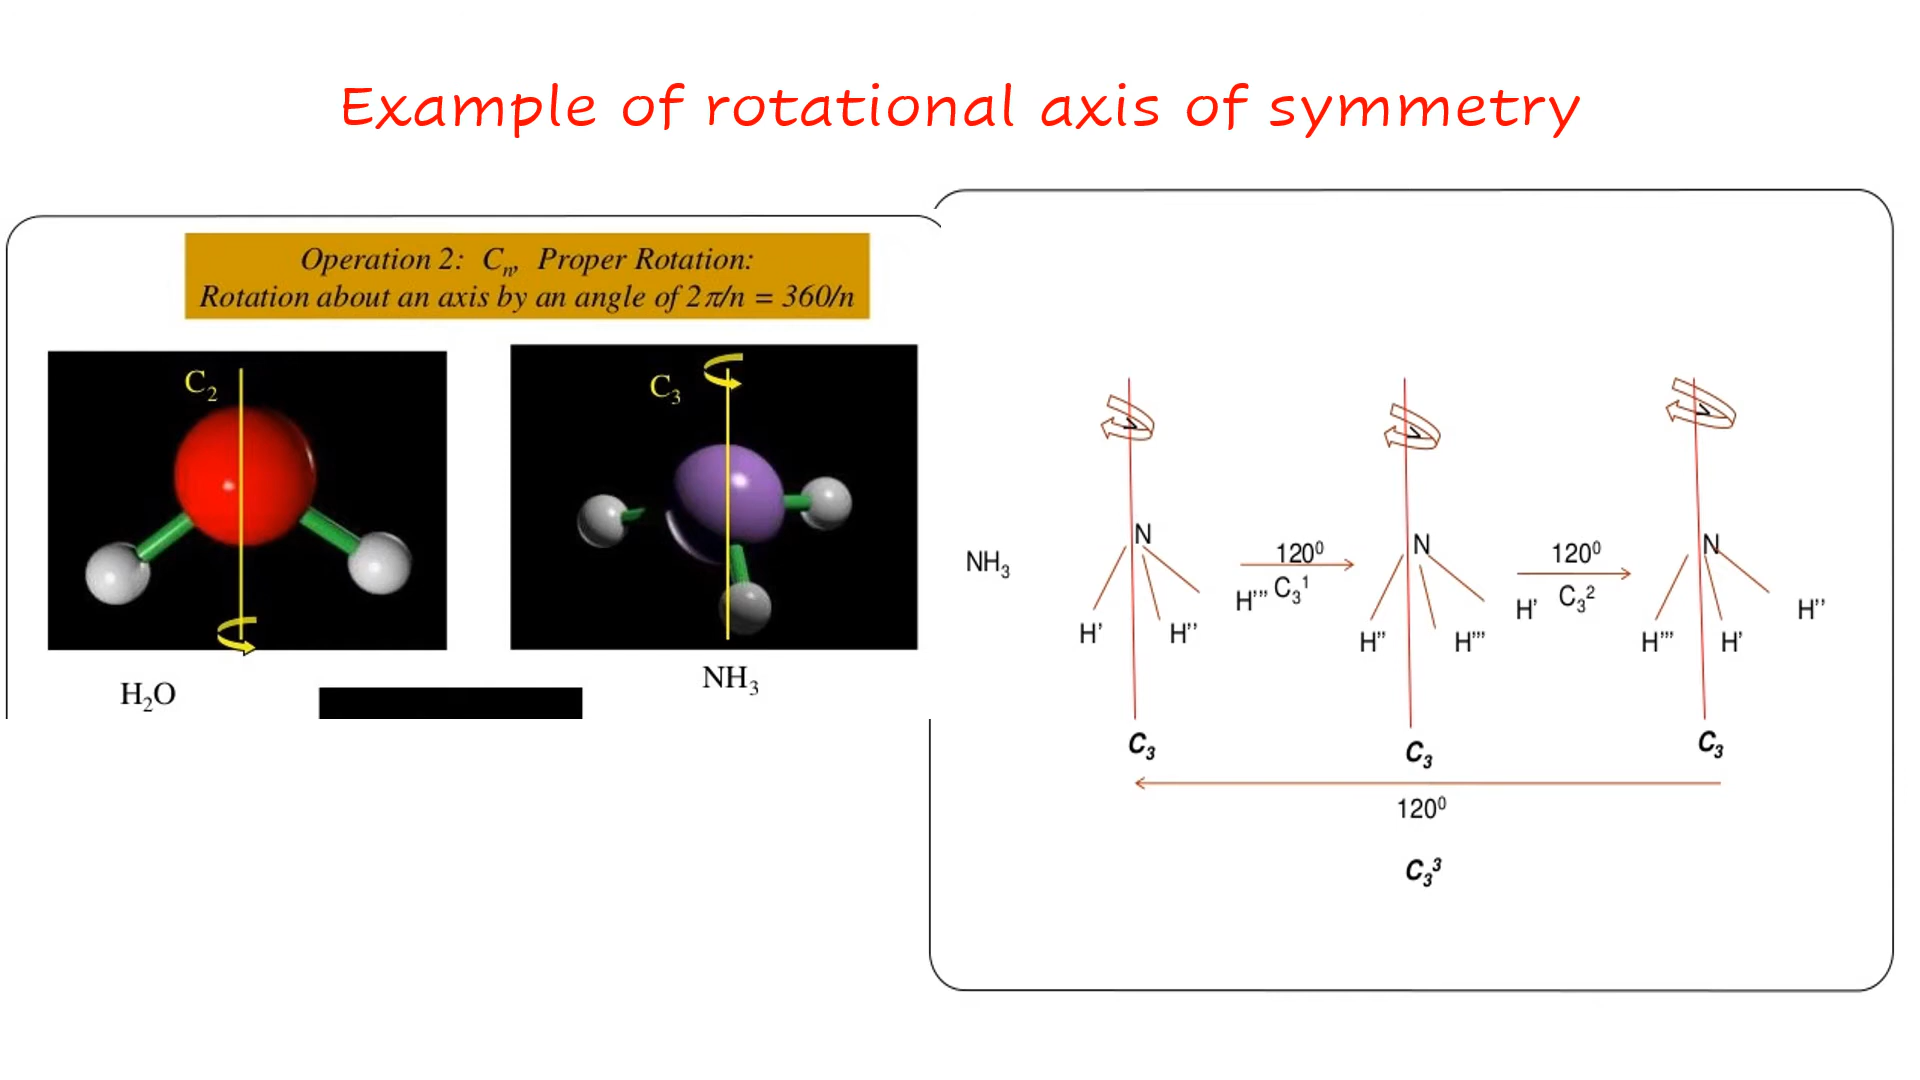 Example of rotational axis of symmetry
Operation 2: Cₙ, Proper Rotation:
Rotation about an axis by an angle of 2π/n = 360/n
C₂
C₃
H₂O
NH₃
NH₃
N
H'
H''
H'''
C₃
120⁰
C₃¹
N
H''
H'''
H'
C₃
120⁰
C₃²
N
H'''
H'
H''
C₃
120⁰
C₃³